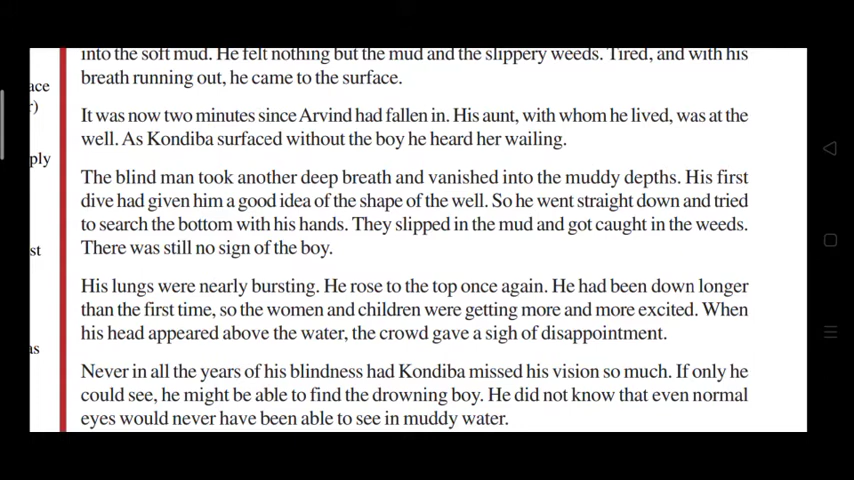 into the soft mud. He felt nothing but the mud and the slippery weeds. Tired, and with his
breath running out, he came to the surface.
It was now two minutes since Arvind had fallen in. His aunt, with whom he lived, was at the
well. As Kondiba surfaced without the boy he heard her wailing.
The blind man took another deep breath and vanished into the muddy depths. His first
dive had given him a good idea of the shape of the well. So he went straight down and tried
to search the bottom with his hands. They slipped in the mud and got caught in the weeds.
There was still no sign of the boy.
His lungs were nearly bursting. He rose to the top once again. He had been down longer
than the first time, so the women and children were getting more and more excited. When
his head appeared above the water, the crowd gave a sigh of disappointment.
Never in all the years of his blindness had Kondiba missed his vision so much. If only he
could see, he might be able to find the drowning boy. He did not know that even normal
eyes would never have been able to see in muddy water.
ace
r)
ply
st
as